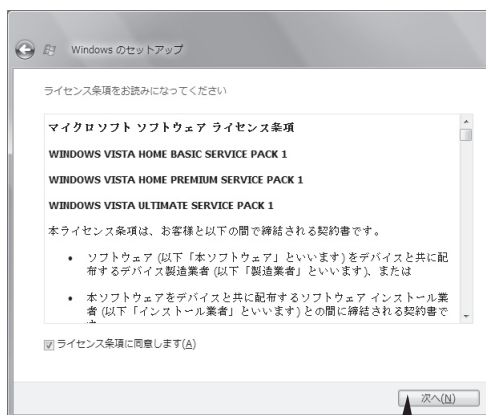 Windows のセットアップ
ライセンス条項をお読みになってください
マイクロソフト ソフトウェア ライセンス条項
WINDOWS VISTA HOME BASIC SERVICE PACK 1
WINDOWS VISTA HOME PREMIUM SERVICE PACK 1
WINDOWS VISTA ULTIMATE SERVICE PACK 1
本ライセンス条項は、お客様と以下の間で締結される契約書です。
• ソフトウェア (以下「本ソフトウェア」といいます) をデバイスと共に配
布するデバイス製造業者 (以下「製造業者」といいます)、または
• 本ソフトウェアをデバイスと共に配布するソフトウェア インストール業
者 (以下「インストール業者」といいます) との間に締結される契約書で
ライセンス条項に同意します(A)
次へ(N)